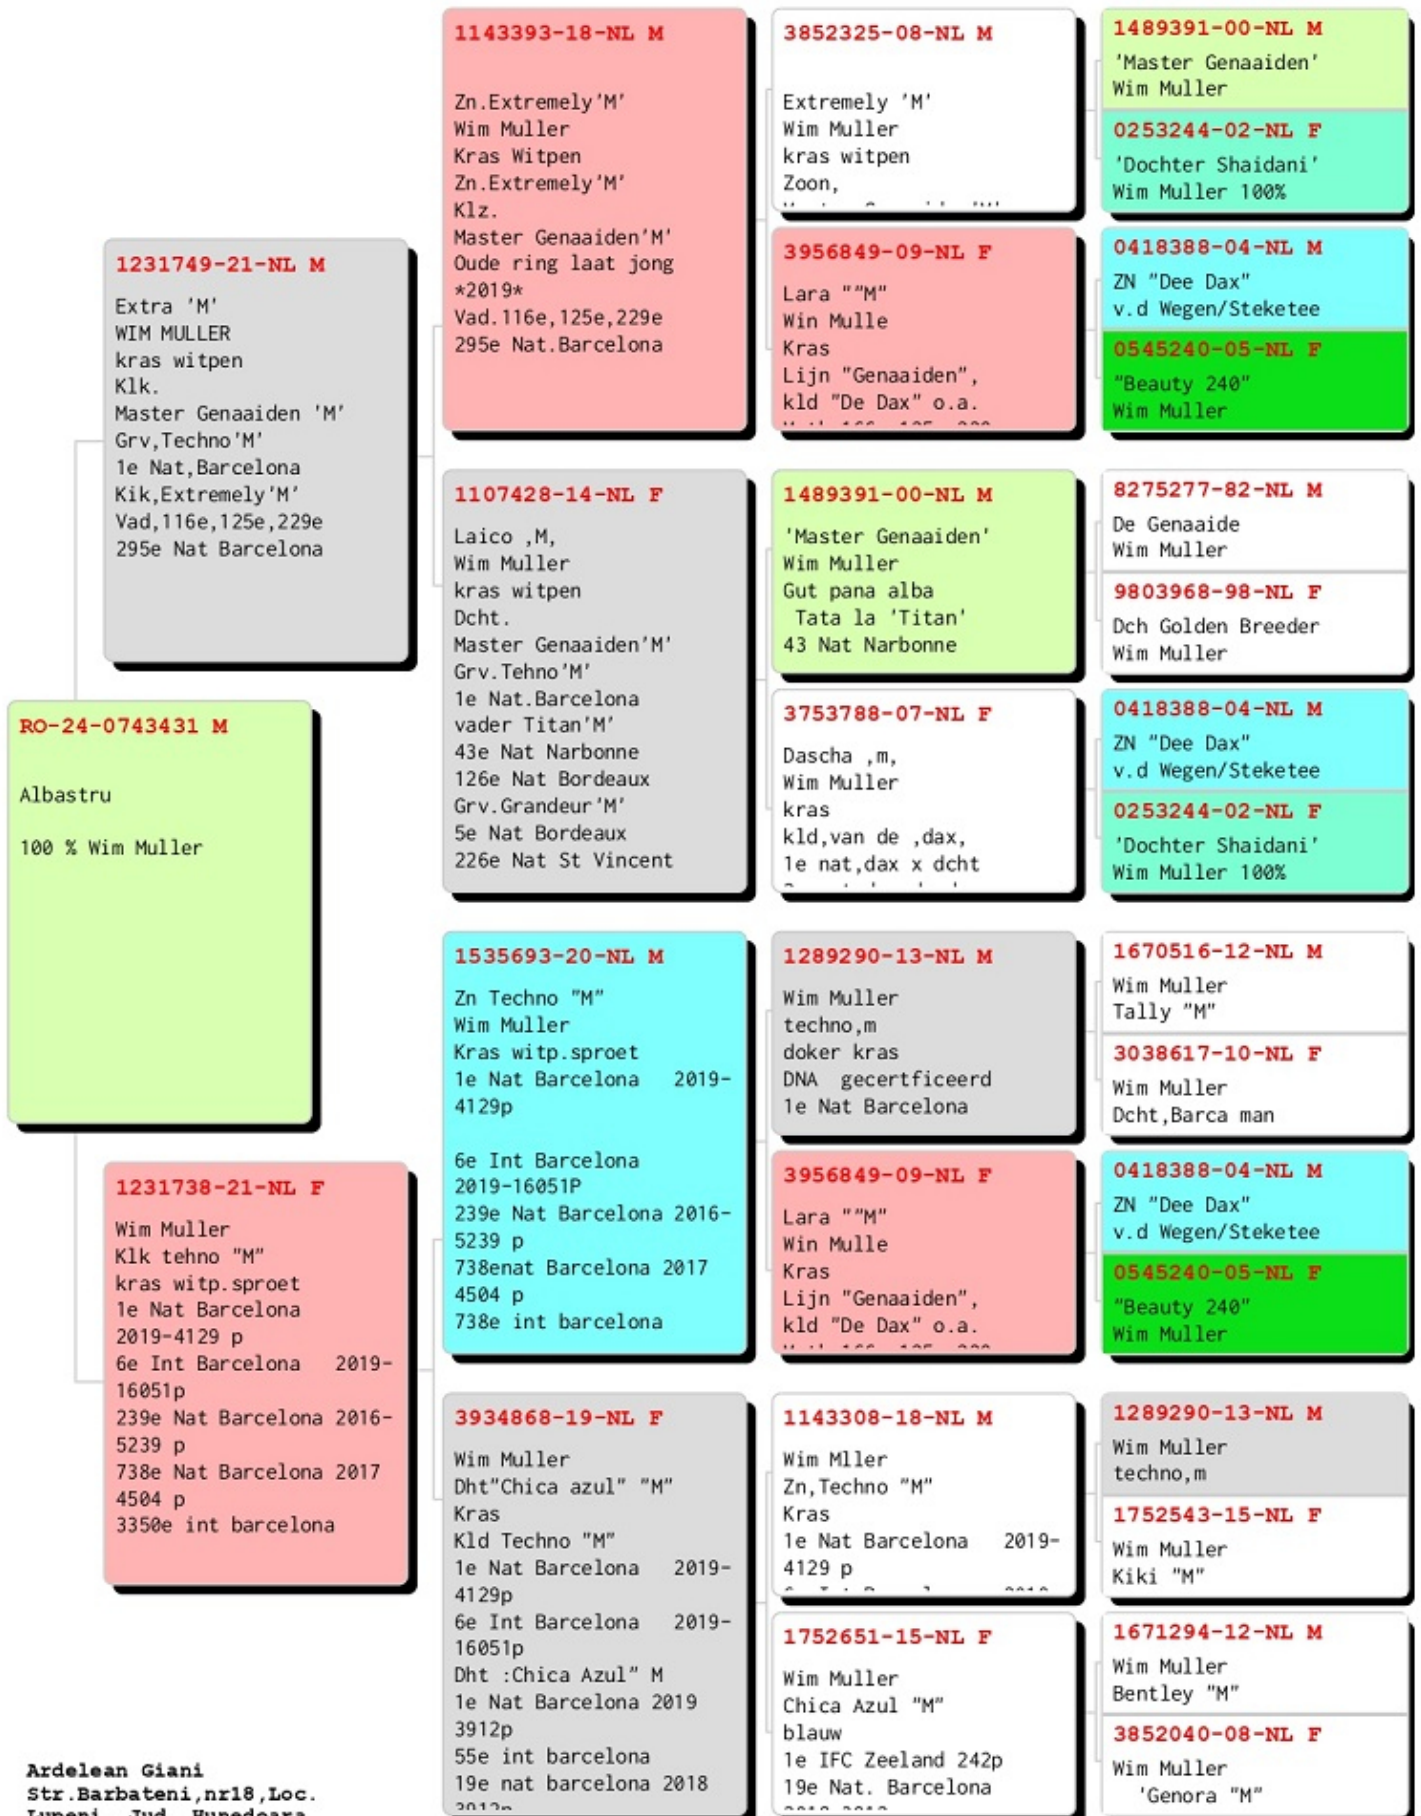 RO-24-0743431 M
Albastru
100 % Wim Muller
1231749-21-NL M
Extra 'M'
WIM MULLER
kras witpen
Klk.
Master Genaaiden 'M'
Grv,Techno'M'
1e Nat,Barcelona
Kik,Extremely'M'
Vad,116e,125e,229e
295e Nat Barcelona
1231738-21-NL F
Wim Muller
Klk tehno "M"
kras witp.sproet
1e Nat Barcelona
2019-4129 p
6e Int Barcelona   2019-
16051p
239e Nat Barcelona 2016-
5239 p
738e Nat Barcelona 2017
4504 p
3350e int barcelona
1143393-18-NL M
Zn.Extremely'M'
Wim Muller
Kras Witpen
Zn.Extremely'M'
Klz.
Master Genaaiden'M'
Oude ring laat jong
*2019*
Vad.116e,125e,229e
295e Nat.Barcelona
1107428-14-NL F
Laico ,M,
Wim Muller
kras witpen
Dcht.
Master Genaaiden'M'
Grv.Tehno'M'
1e Nat.Barcelona
vader Titan'M'
43e Nat Narbonne
126e Nat Bordeaux
Grv.Grandeur'M'
5e Nat Bordeaux
226e Nat St Vincent
1535693-20-NL M
Zn Techno "M"
Wim Muller
Kras witp.sproet
1e Nat Barcelona   2019-
4129p
6e Int Barcelona
2019-16051P
239e Nat Barcelona 2016-
5239 p
738enat Barcelona 2017
4504 p
738e int barcelona
3934868-19-NL F
Wim Muller
Dht"Chica azul" "M"
Kras
Kld Techno "M"
1e Nat Barcelona   2019-
4129p
6e Int Barcelona   2019-
16051p
Dht :Chica Azul" M
1e Nat Barcelona 2019
3912p
55e int barcelona
19e nat barcelona 2018
3912p
3852325-08-NL M
Extremely 'M'
Wim Muller
kras witpen
Zoon,
3956849-09-NL F
Lara ""M"
Win Mulle
Kras
Lijn "Genaaiden",
kld "De Dax" o.a.
1489391-00-NL M
'Master Genaaiden'
Wim Muller
Gut pana alba
Tata la 'Titan'
43 Nat Narbonne
3753788-07-NL F
Dascha ,m,
Wim Muller
kras
kld,van de ,dax,
1e nat,dax x dcht
1289290-13-NL M
Wim Muller
techno,m
doker kras
DNA  gecertficeerd
1e Nat Barcelona
3956849-09-NL F
Lara ""M"
Win Mulle
Kras
Lijn "Genaaiden",
kld "De Dax" o.a.
1143308-18-NL M
Wim Mller
Zn,Techno "M"
Kras
1e Nat Barcelona   2019-
4129 p
1752651-15-NL F
Wim Muller
Chica Azul "M"
blauw
1e IFC Zeeland 242p
19e Nat. Barcelona
1489391-00-NL M
'Master Genaaiden'
Wim Muller
0253244-02-NL F
'Dochter Shaidani'
Wim Muller 100%
0418388-04-NL M
ZN "Dee Dax"
v.d Wegen/Steketee
0545240-05-NL F
"Beauty 240"
Wim Muller
8275277-82-NL M
De Genaaide
Wim Muller
9803968-98-NL F
Dch Golden Breeder
Wim Muller
0418388-04-NL M
ZN "Dee Dax"
v.d Wegen/Steketee
0253244-02-NL F
'Dochter Shaidani'
Wim Muller 100%
1670516-12-NL M
Wim Muller
Tally "M"
3038617-10-NL F
Wim Muller
Dcht,Barca man
0418388-04-NL M
ZN "Dee Dax"
v.d Wegen/Steketee
0545240-05-NL F
"Beauty 240"
Wim Muller
1289290-13-NL M
Wim Muller
techno,m
1752543-15-NL F
Wim Muller
Kiki "M"
1671294-12-NL M
Wim Muller
Bentley "M"
3852040-08-NL F
Wim Muller
'Genora "M"
Ardelean Giani
Str.Barbateni,nr18,Loc.
Lupeni, Jud. Hunedoara